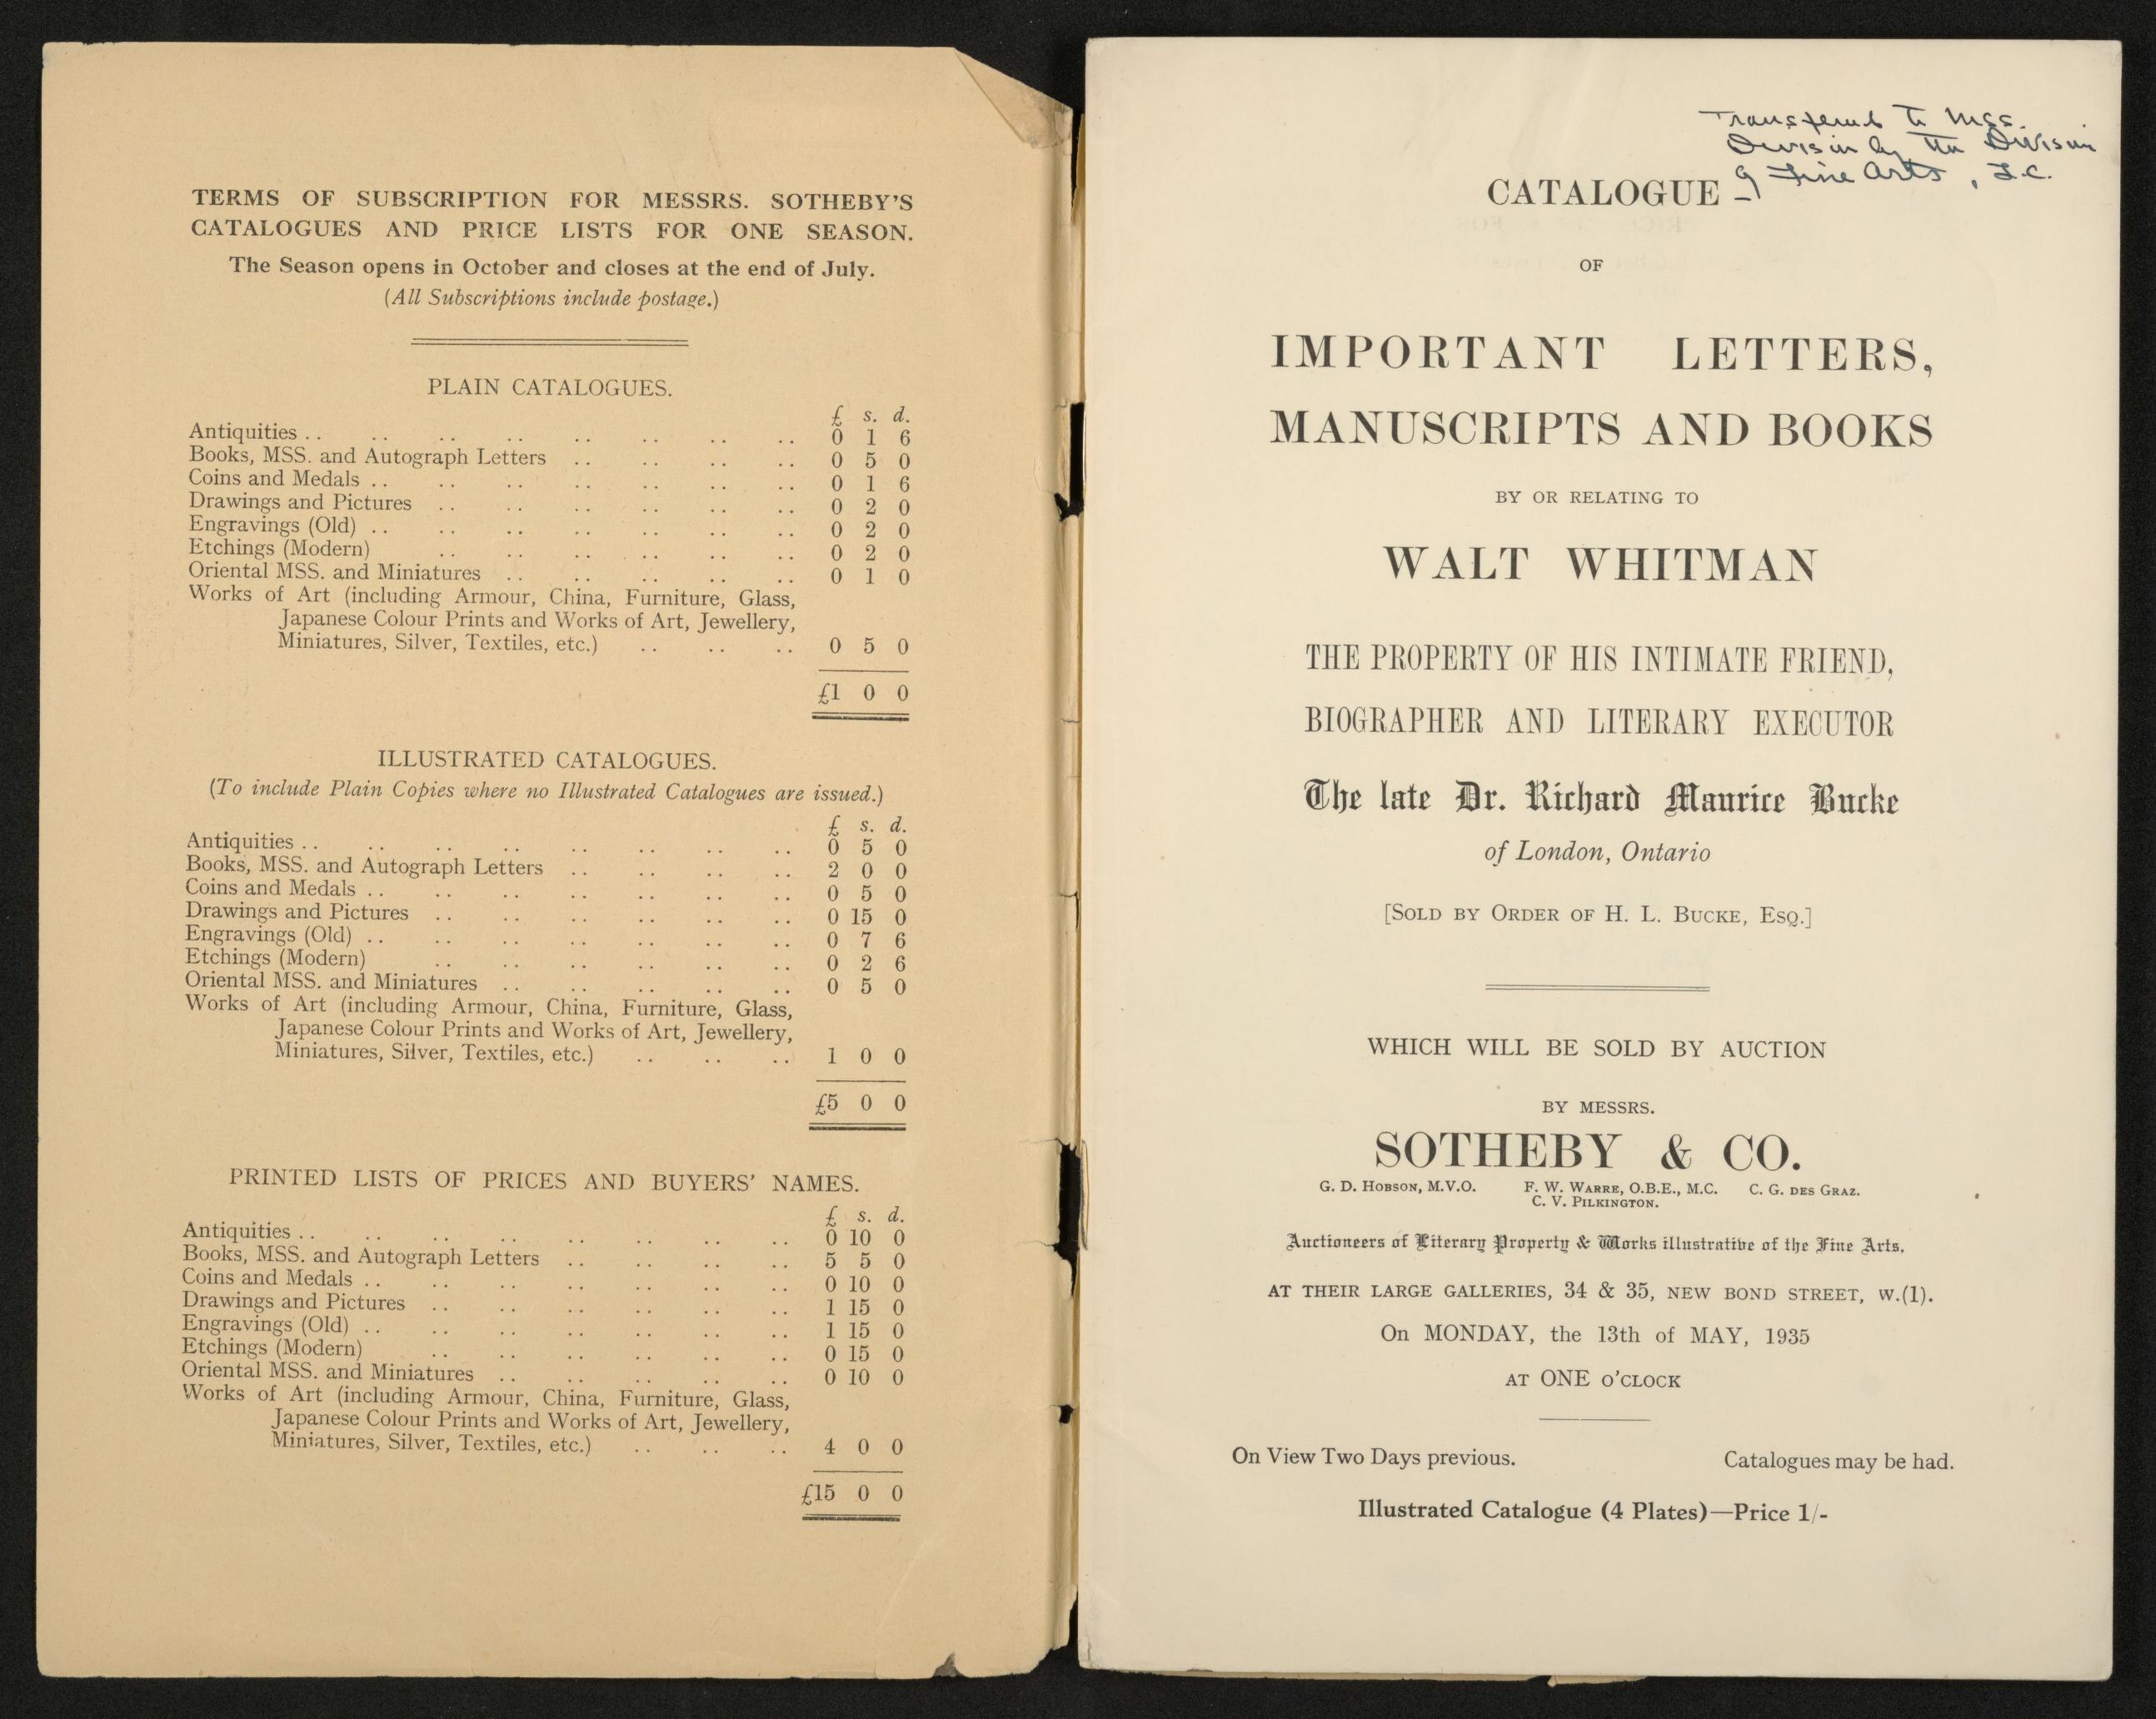 TERMS OF SUBSCRIPTION FOR MESSRS. SOTHEBY'S
CATALOGUES AND PRICE LISTS FOR ONE SEASON.
The Season opens in October and closes at the end of July.
(All Subscriptions include postage.)
PLAIN CATALOGUES.
£ s. d.
Antiquities .. .. .. .. .. .. .. .. 0 1 6
Books, MSS. and Autograph Letters .. .. .. .. 0 5 0
Coins and Medals .. .. .. .. .. .. .. 0 1 6
Drawings and Pictures .. .. .. .. .. .. 0 2 0
Engravings (Old) .. .. .. .. .. .. .. 0 2 0
Etchings (Modern) .. .. .. .. .. .. 0 2 0
Oriental MSS. and Miniatures .. .. .. .. .. 0 1 0
Works of Art (including Armour, China, Furniture, Glass,
Japanese Colour Prints and Works of Art, Jewellery,
Miniatures, Silver, Textiles, etc.) .. .. .. 0 5 0
£1 0 0
ILLUSTRATED CATALOGUES.
(To include Plain Copies where no Illustrated Catalogues are issued.)
£ s. d.
Antiquities .. .. .. .. .. .. .. .. 0 5 0
Books, MSS. and Autograph Letters .. .. .. .. 2 0 0
Coins and Medals .. .. .. .. .. .. .. 0 5 0
Drawings and Pictures .. .. .. .. .. .. 0 15 0
Engravings (Old) .. .. .. .. .. .. .. 0 7 6
Etchings (Modern) .. .. .. .. .. .. 0 2 6
Oriental MSS. and Miniatures .. .. .. .. .. 0 5 0
Works of Art (including Armour, China, Furniture, Glass,
Japanese Colour Prints and Works of Art, Jewellery,
Miniatures, Silver, Textiles, etc.) .. .. .. 1 0 0
£5 0 0
PRINTED LISTS OF PRICES AND BUYERS' NAMES.
£ s. d.
Antiquities .. .. .. .. .. .. .. .. 0 10 0
Books, MSS. and Autograph Letters .. .. .. .. 5 5 0
Coins and Medals .. .. .. .. .. .. .. 0 10 0
Drawings and Pictures .. .. .. .. .. .. 1 15 0
Engravings (Old) .. .. .. .. .. .. .. 1 15 0
Etchings (Modern) .. .. .. .. .. .. 0 15 0
Oriental MSS. and Miniatures .. .. .. .. .. 0 10 0
Works of Art (including Armour, China, Furniture, Glass,
Japanese Colour Prints and Works of Art, Jewellery,
Miniatures, Silver, Textiles, etc.) .. .. .. 4 0 0
£15 0 0
Transferred to Mss.
Division by the Division
of Fine Arts, L.C.
CATALOGUE
OF
IMPORTANT LETTERS,
MANUSCRIPTS AND BOOKS
BY OR RELATING TO
WALT WHITMAN
THE PROPERTY OF HIS INTIMATE FRIEND,
BIOGRAPHER AND LITERARY EXECUTOR
The late Dr. Richard Maurice Bucke
of London, Ontario
[SOLD BY ORDER OF H. L. BUCKE, ESQ.]
WHICH WILL BE SOLD BY AUCTION
BY MESSRS.
SOTHEBY & CO.
G. D. HOBSON, M.V.O. F. W. WARRE, O.B.E., M.C. C. G. DES GRAZ.
C. V. PILKINGTON.
Auctioneers of Literary Property & Works illustrative of the Fine Arts,
AT THEIR LARGE GALLERIES, 34 & 35, NEW BOND STREET, W.(1).
On MONDAY, the 13th of MAY, 1935
AT ONE O'CLOCK
On View Two Days previous. Catalogues may be had.
Illustrated Catalogue (4 Plates)—Price 1/-